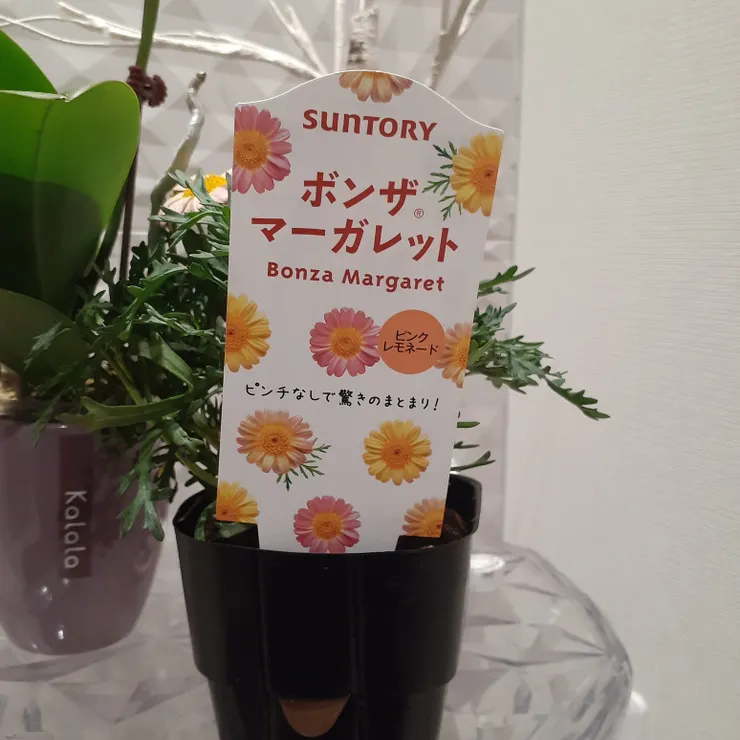 SUNTORY
ボンザ®
マーガレット
Bonza Margaret
ピンク
レモネード
ピンチなしで驚きのまとまり!
Kolola